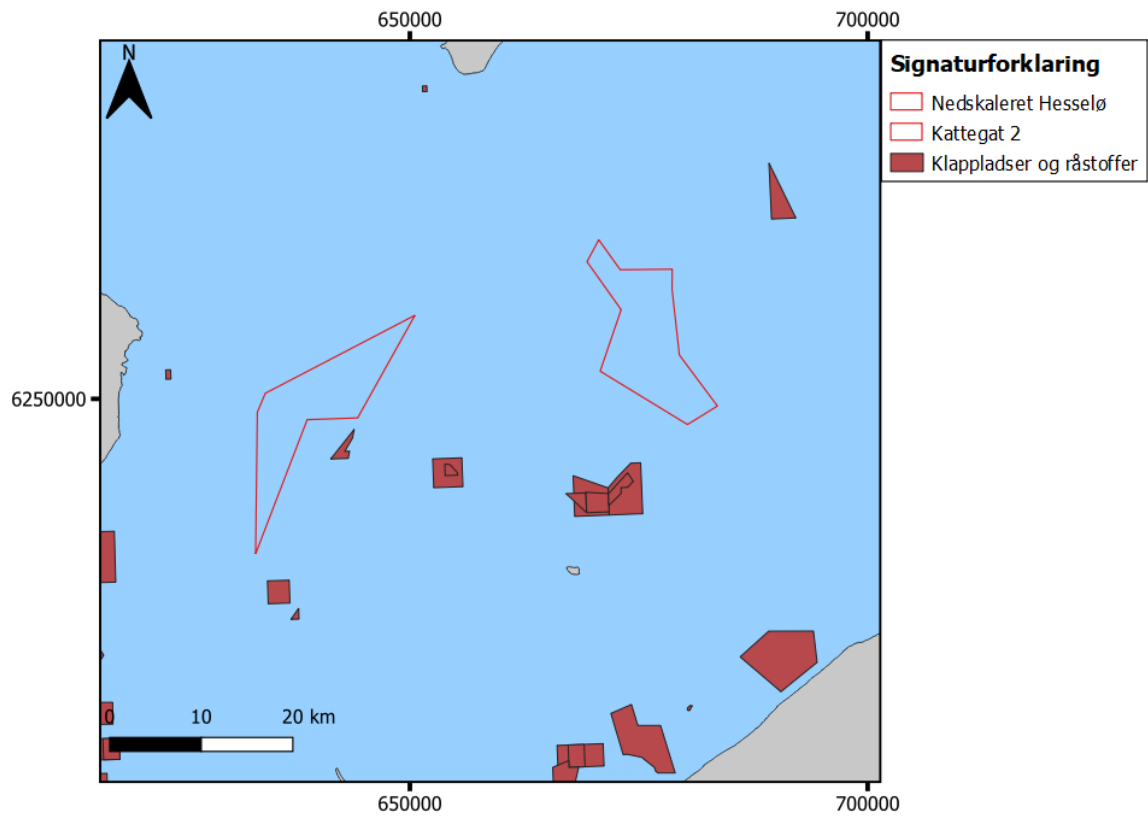 650000
700000
N
Signaturforklaring
Nedskaleret Hesselø
Kattegat 2
Klappladser og råstoffer
6250000
0 10 20 km
650000
700000